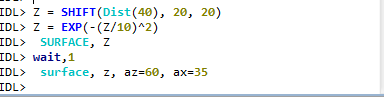 IDL> Z = SHIFT(Dist(40), 20, 20)
IDL> Z = EXP(-(Z/10)^2)
IDL>  SURFACE, Z
IDL> wait,1
IDL>  surface, z, az=60, ax=35
IDL>